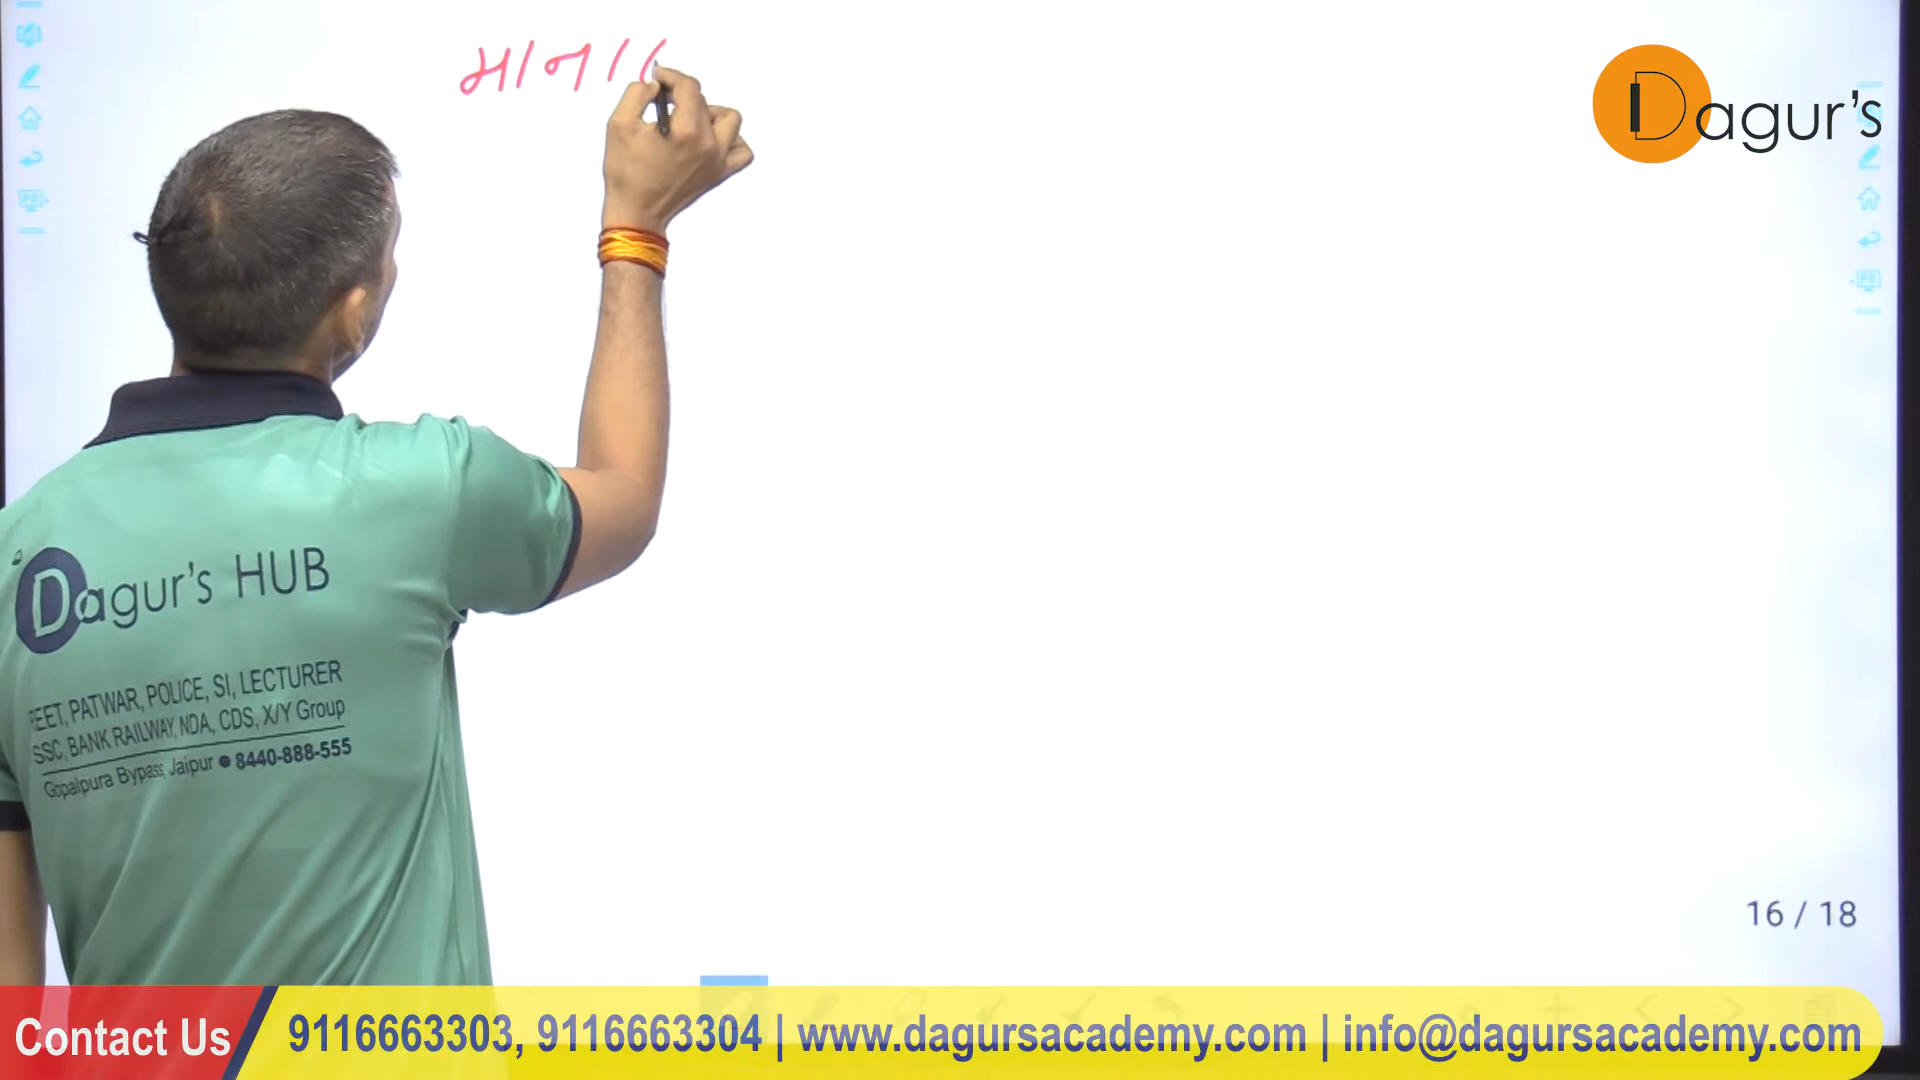 माना (
Dagur's
Dagur's HUB
REET, PATWAR, POLICE, SI, LECTURER
SSC, BANK RAILWAY, NDA, CDS, X/Y Group
Gopalpura Bypass, Jaipur ● 8440-888-555
16 / 18
Contact Us 9116663303, 9116663304 | www.dagursacademy.com | info@dagursacademy.com